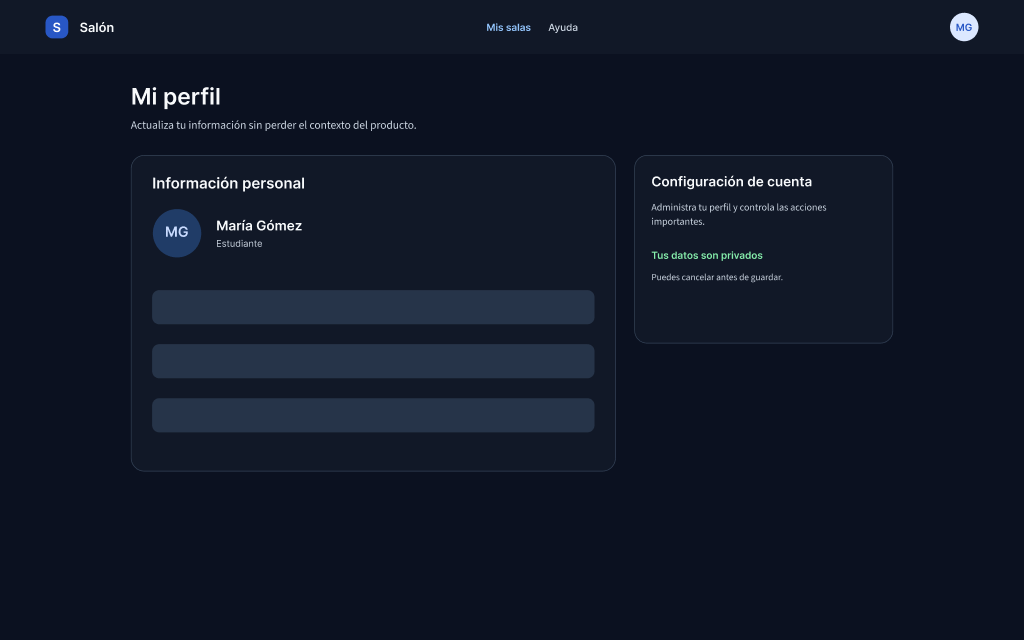 S
Salón
Mis salas
Ayuda
MG
Mi perfil
Actualiza tu información sin perder el contexto del producto.
Información personal
MG
María Gómez
Estudiante
Configuración de cuenta
Administra tu perfil y controla las acciones
importantes.
Tus datos son privados
Puedes cancelar antes de guardar.